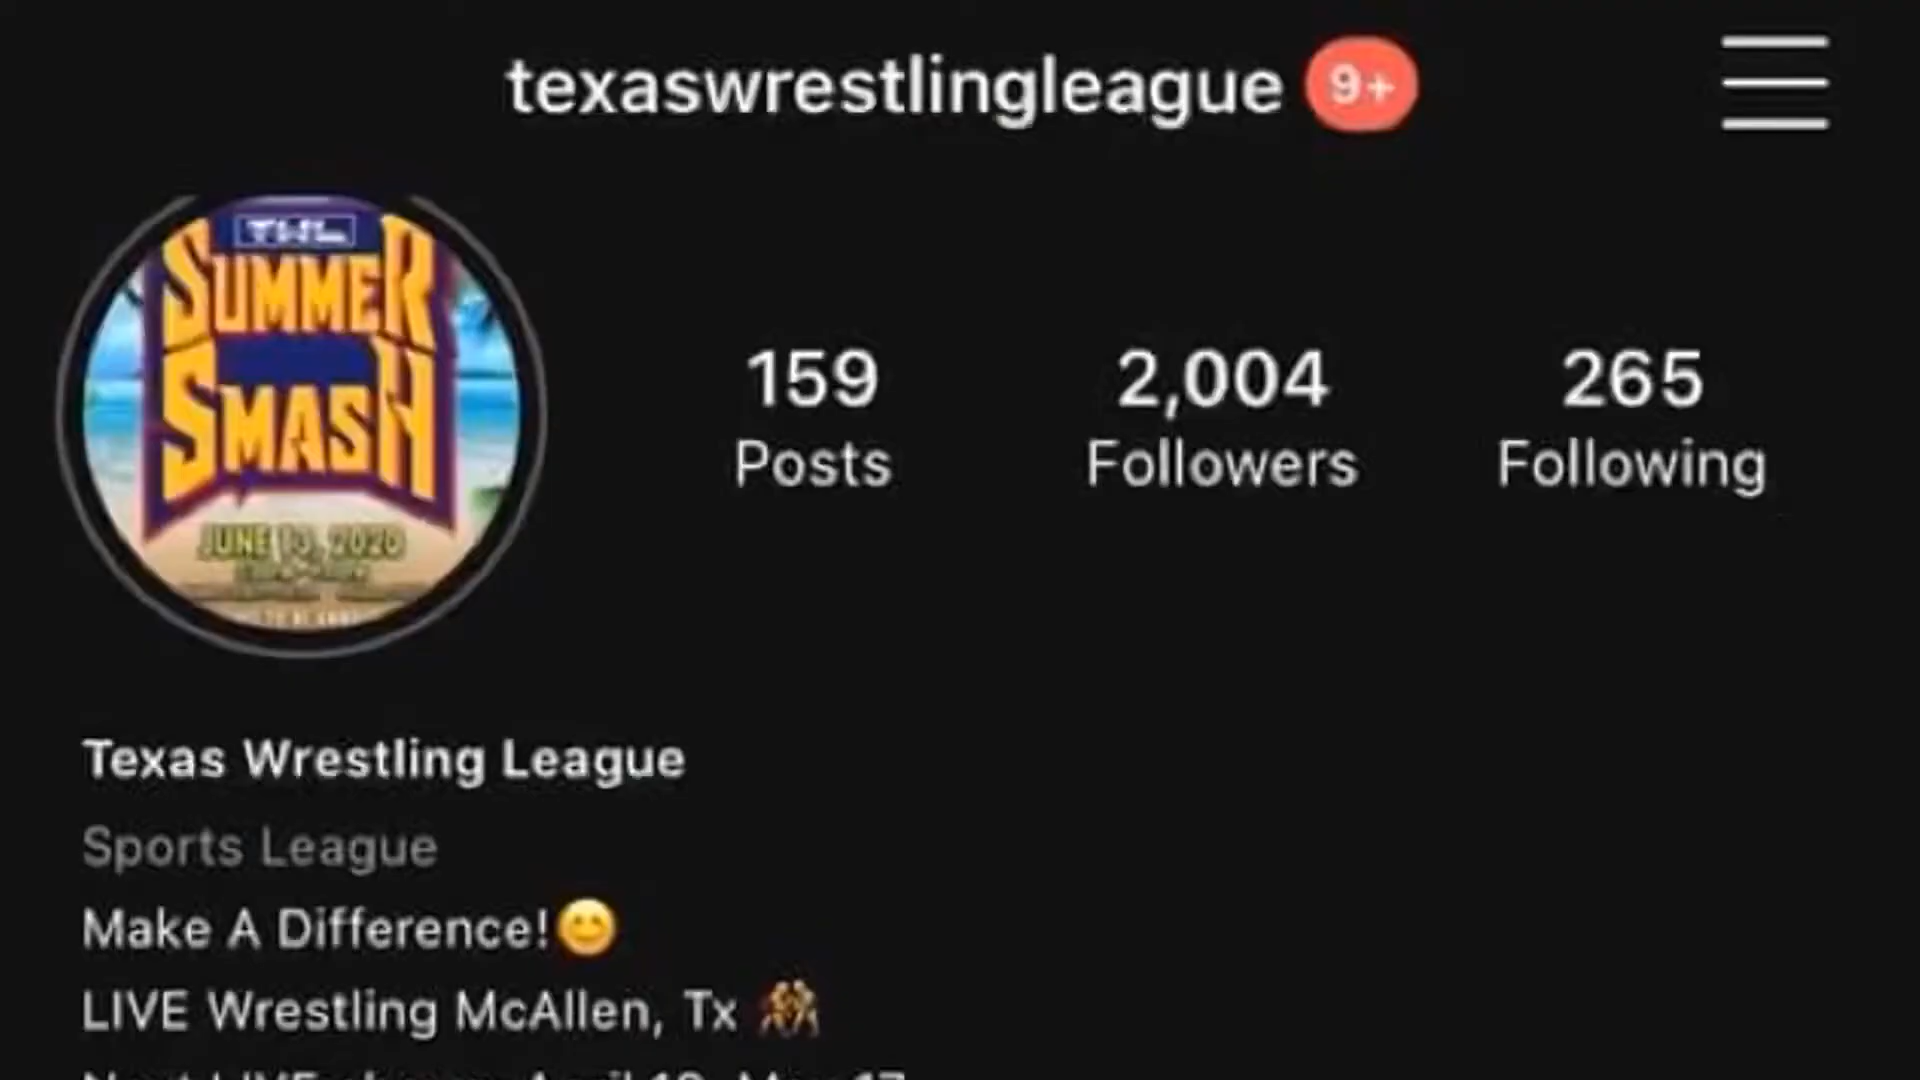 texaswrestlingleague 9+
TWL
SUMMER
SMASH
JUNE 13, 2020
159
2,004
265
Posts
Followers
Following
Texas Wrestling League
Sports League
Make A Difference!😊
LIVE Wrestling McAllen, Tx 🤼